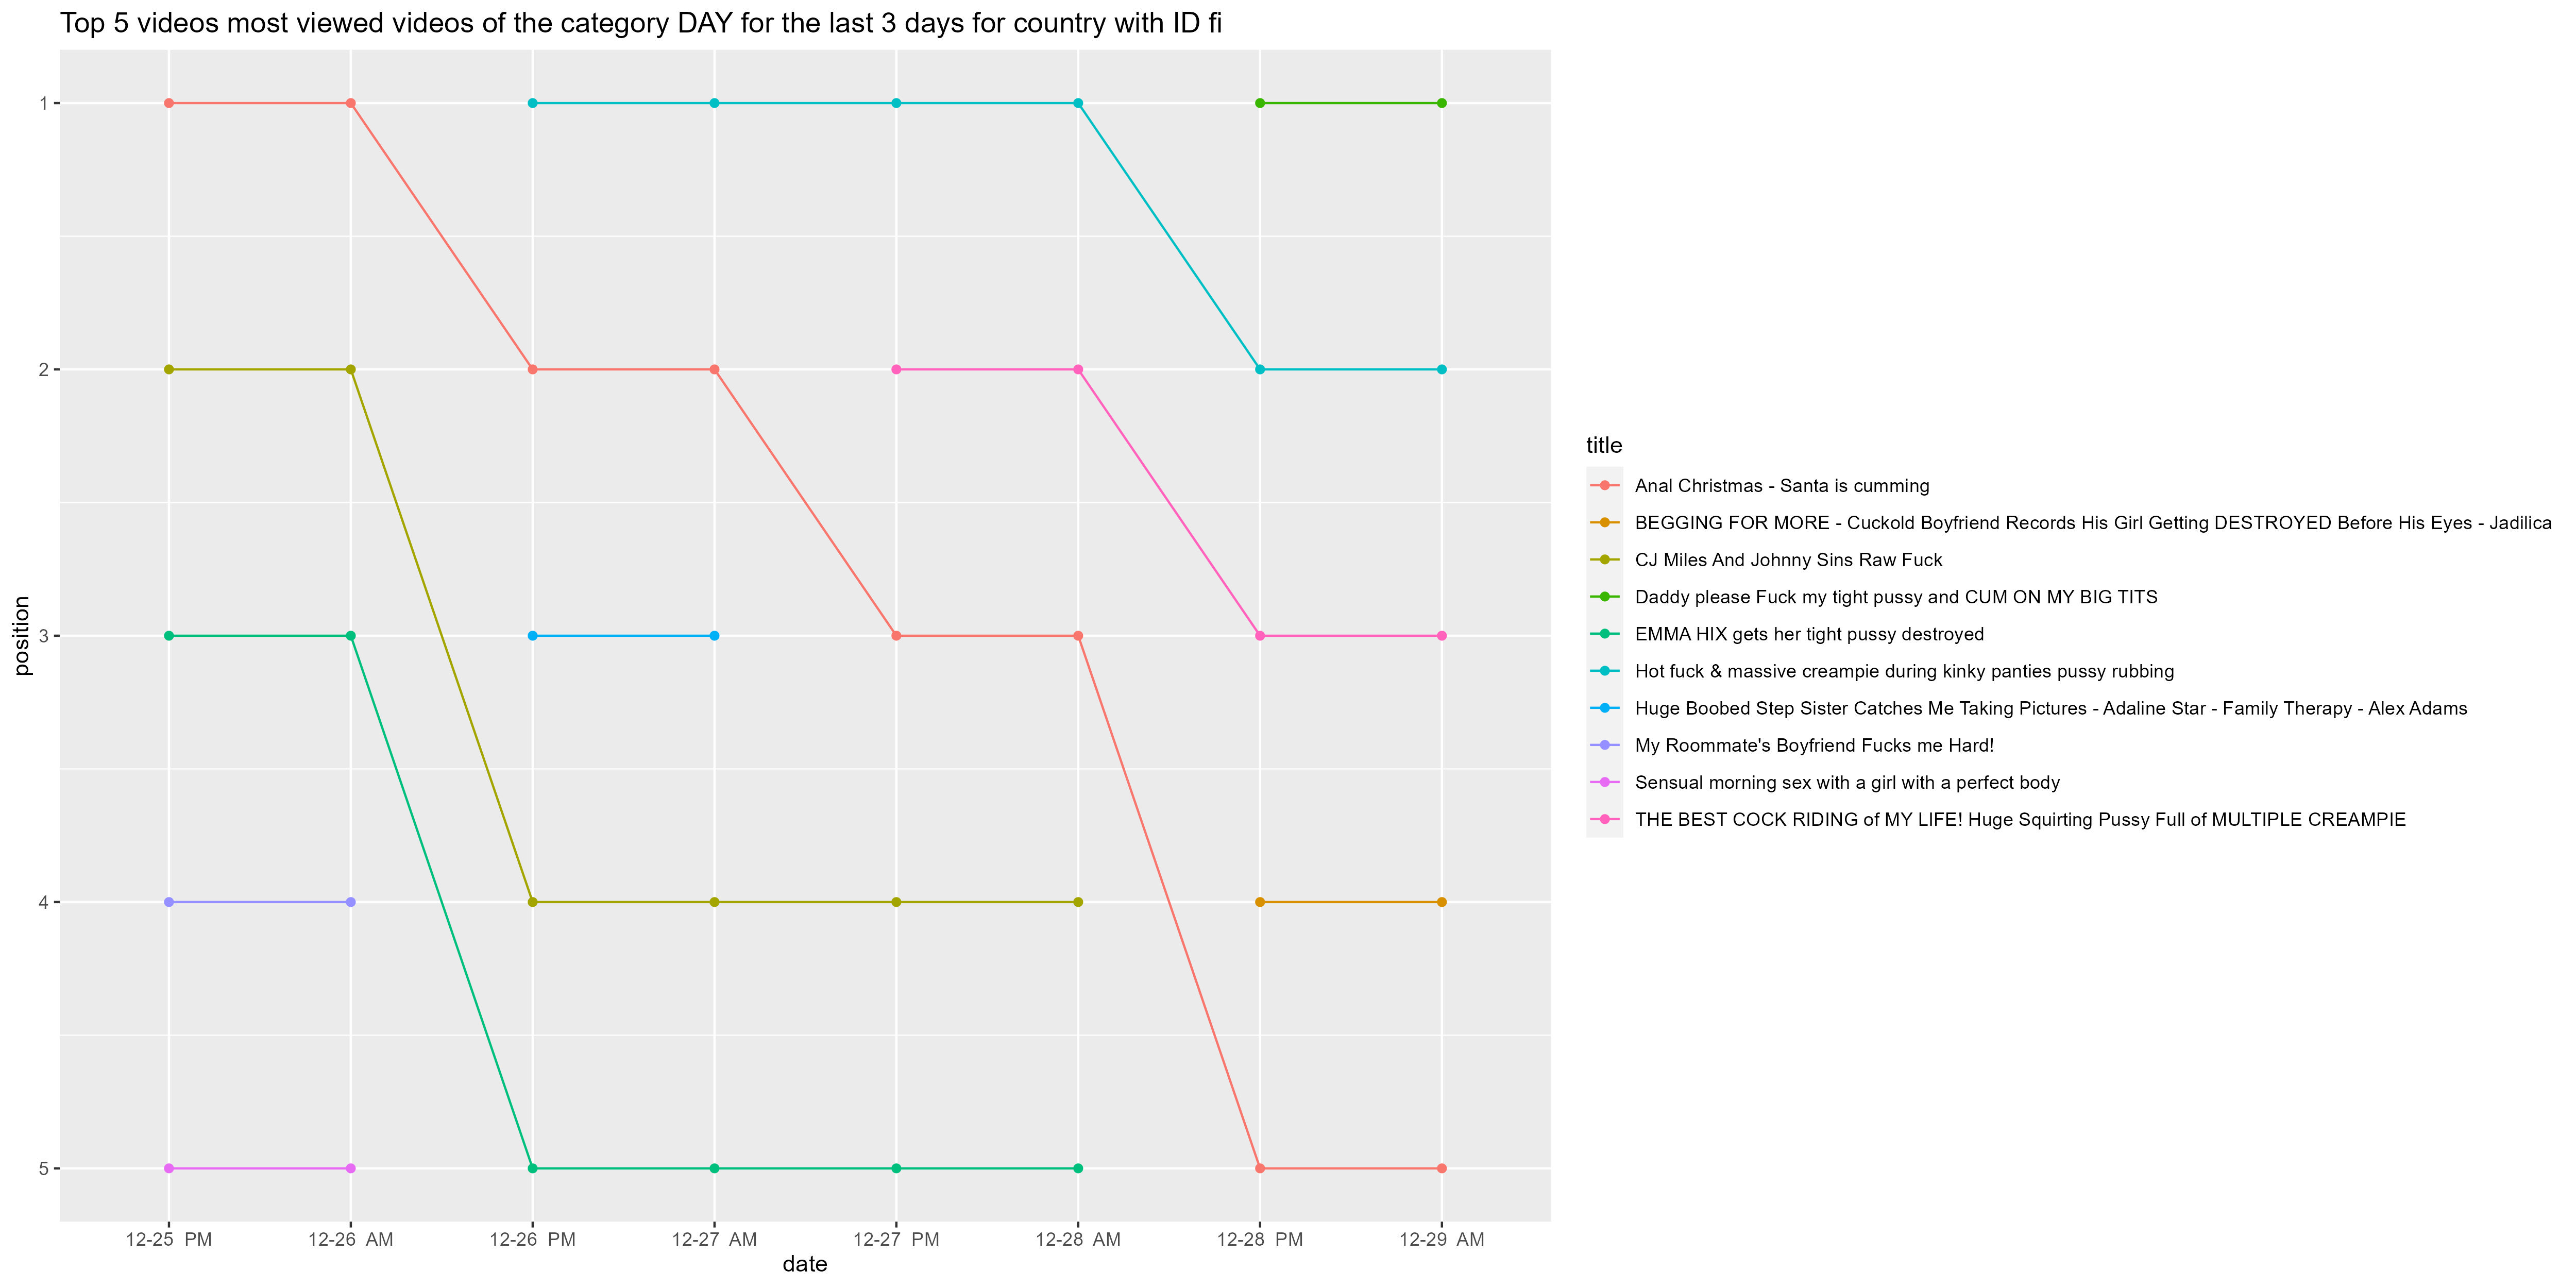 Top 5 videos most viewed videos of the category DAY for the last 3 days for country with ID fi
1
2
3
4
5
position
12-25 PM
12-26 AM
12-26 PM
12-27 AM
12-27 PM
12-28 AM
12-28 PM
12-29 AM
date
title
Anal Christmas - Santa is cumming
BEGGING FOR MORE - Cuckold Boyfriend Records His Girl Getting DESTROYED Before His Eyes - Jadilica
CJ Miles And Johnny Sins Raw Fuck
Daddy please Fuck my tight pussy and CUM ON MY BIG TITS
EMMA HIX gets her tight pussy destroyed
Hot fuck & massive creampie during kinky panties pussy rubbing
Huge Boobed Step Sister Catches Me Taking Pictures - Adaline Star - Family Therapy - Alex Adams
My Roommate's Boyfriend Fucks me Hard!
Sensual morning sex with a girl with a perfect body
THE BEST COCK RIDING of MY LIFE! Huge Squirting Pussy Full of MULTIPLE CREAMPIE